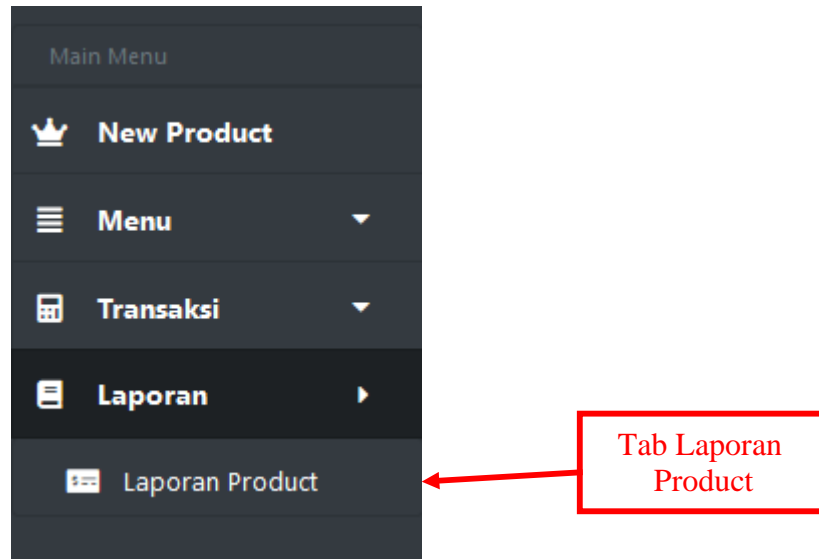 Main Menu
New Product
Menu
Transaksi
Laporan
Laporan Product
Tab Laporan
Product